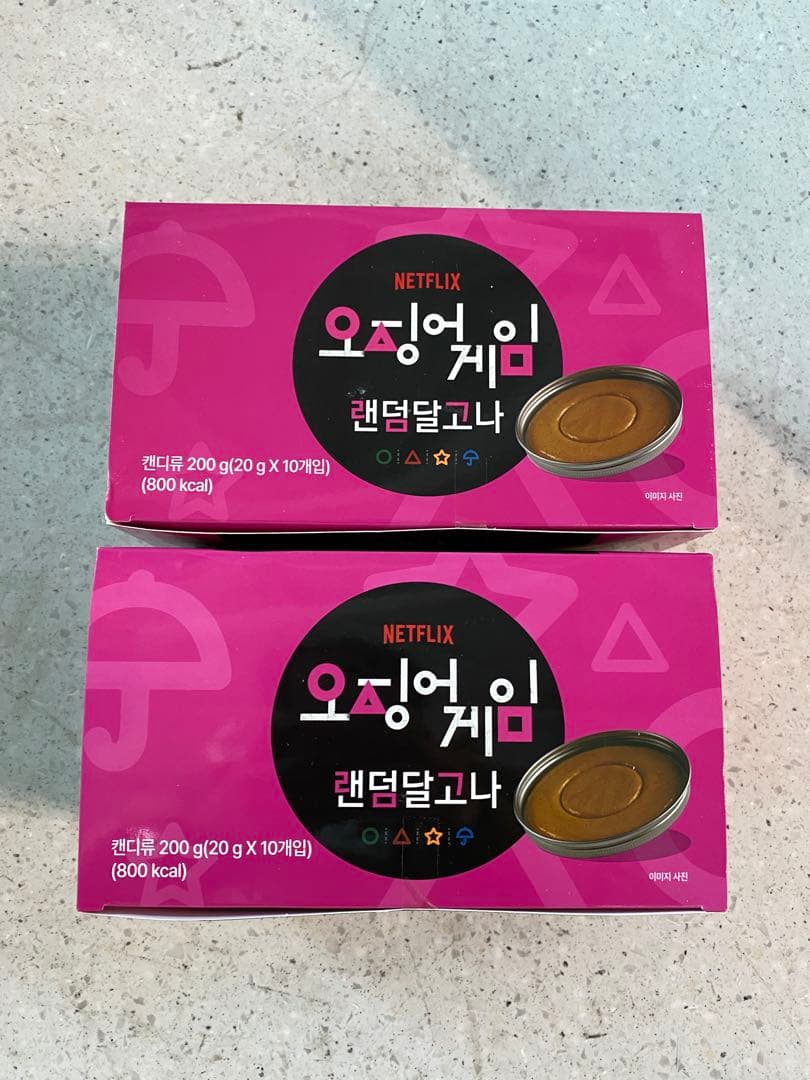 NETFLIX
오징어게임
랜덤달고나
캔디류 200 g(20 g X 10개입)
(800 kcal)
이미지 사진
NETFLIX
오징어게임
랜덤달고나
캔디류 200 g(20 g X 10개입)
(800 kcal)
이미지 사진